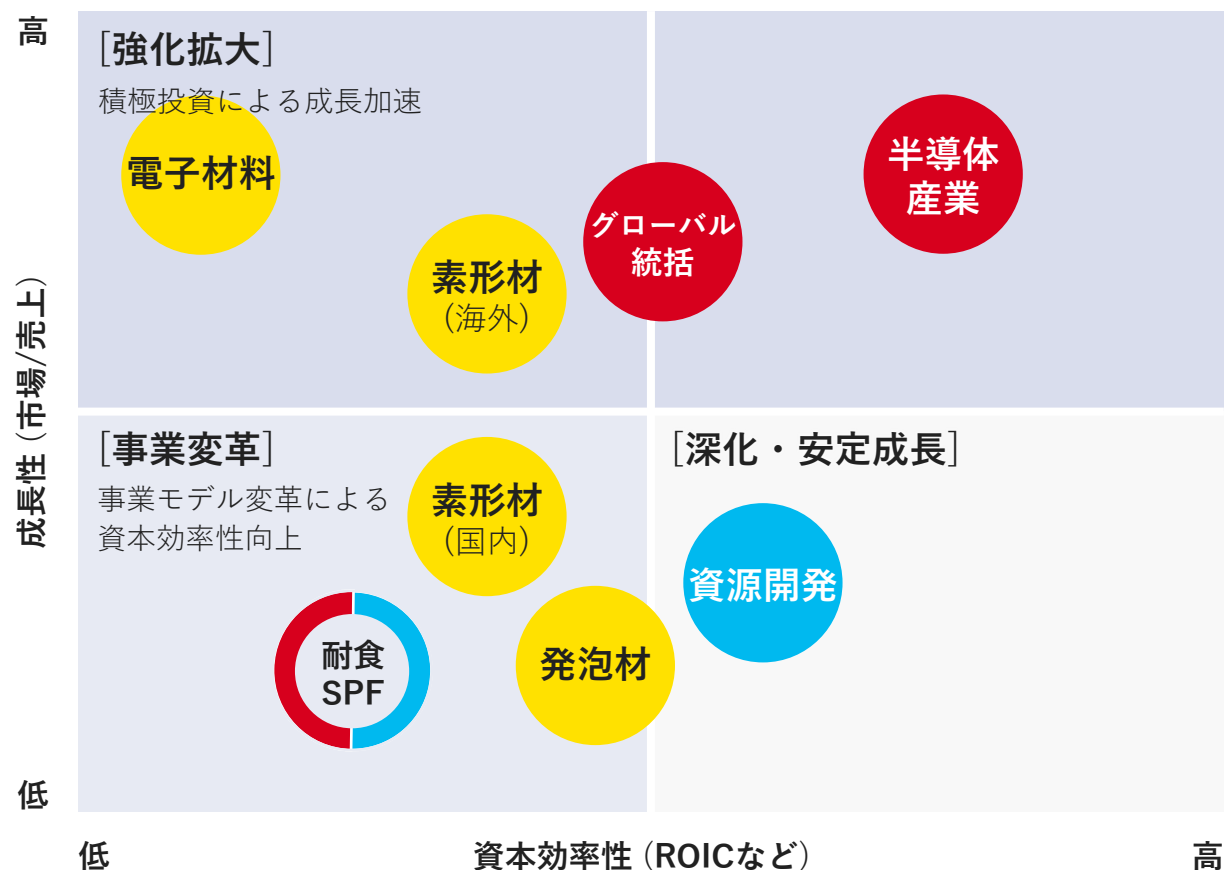 高
[強化拡大]
積極投資による成長加速
電子材料
素形材
(海外)
グローバル
統括
半導体
産業
成長性(市場/売上)
[事業変革]
事業モデル変革による
資本効率性向上
素形材
(国内)
耐食
SPF
発泡材
[深化・安定成長]
資源開発
低
低
資本効率性(ROICなど)
高